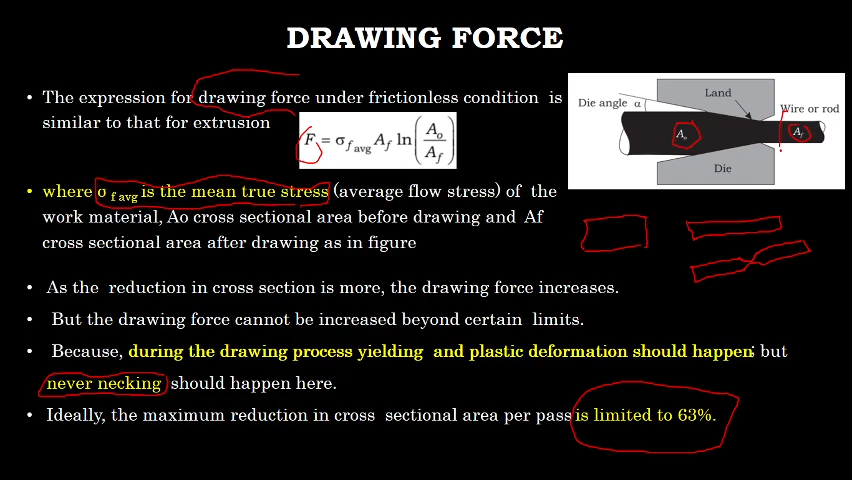 DRAWING FORCE
• The expression for drawing force under frictionless condition is
similar to that for extrusion
F = σf avg Af ln(Ao/Af)
Die angle α
Land
Wire or rod
Ao
Af
Die
• where σf avg is the mean true stress (average flow stress) of the
work material, Ao cross sectional area before drawing and Af
cross sectional area after drawing as in figure
• As the reduction in cross section is more, the drawing force increases.
• But the drawing force cannot be increased beyond certain limits.
• Because, during the drawing process yielding and plastic deformation should happen; but
never necking should happen here.
• Ideally, the maximum reduction in cross sectional area per pass is limited to 63%.